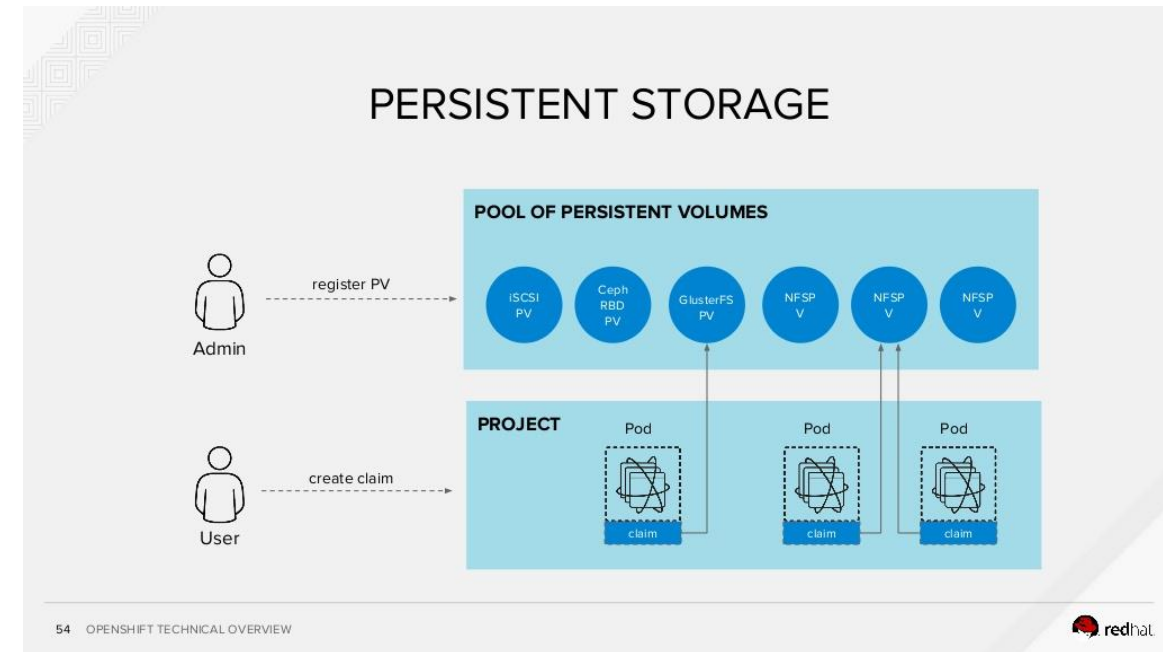 PERSISTENT STORAGE
POOL OF PERSISTENT VOLUMES
register PV
Admin
iSCSI
PV
Ceph
RBD
PV
GlusterFS
PV
NFSP
V
NFSP
V
NFSP
V
PROJECT
create claim
User
Pod
claim
Pod
claim
Pod
claim
54 OPENSHIFT TECHNICAL OVERVIEW
redhat.